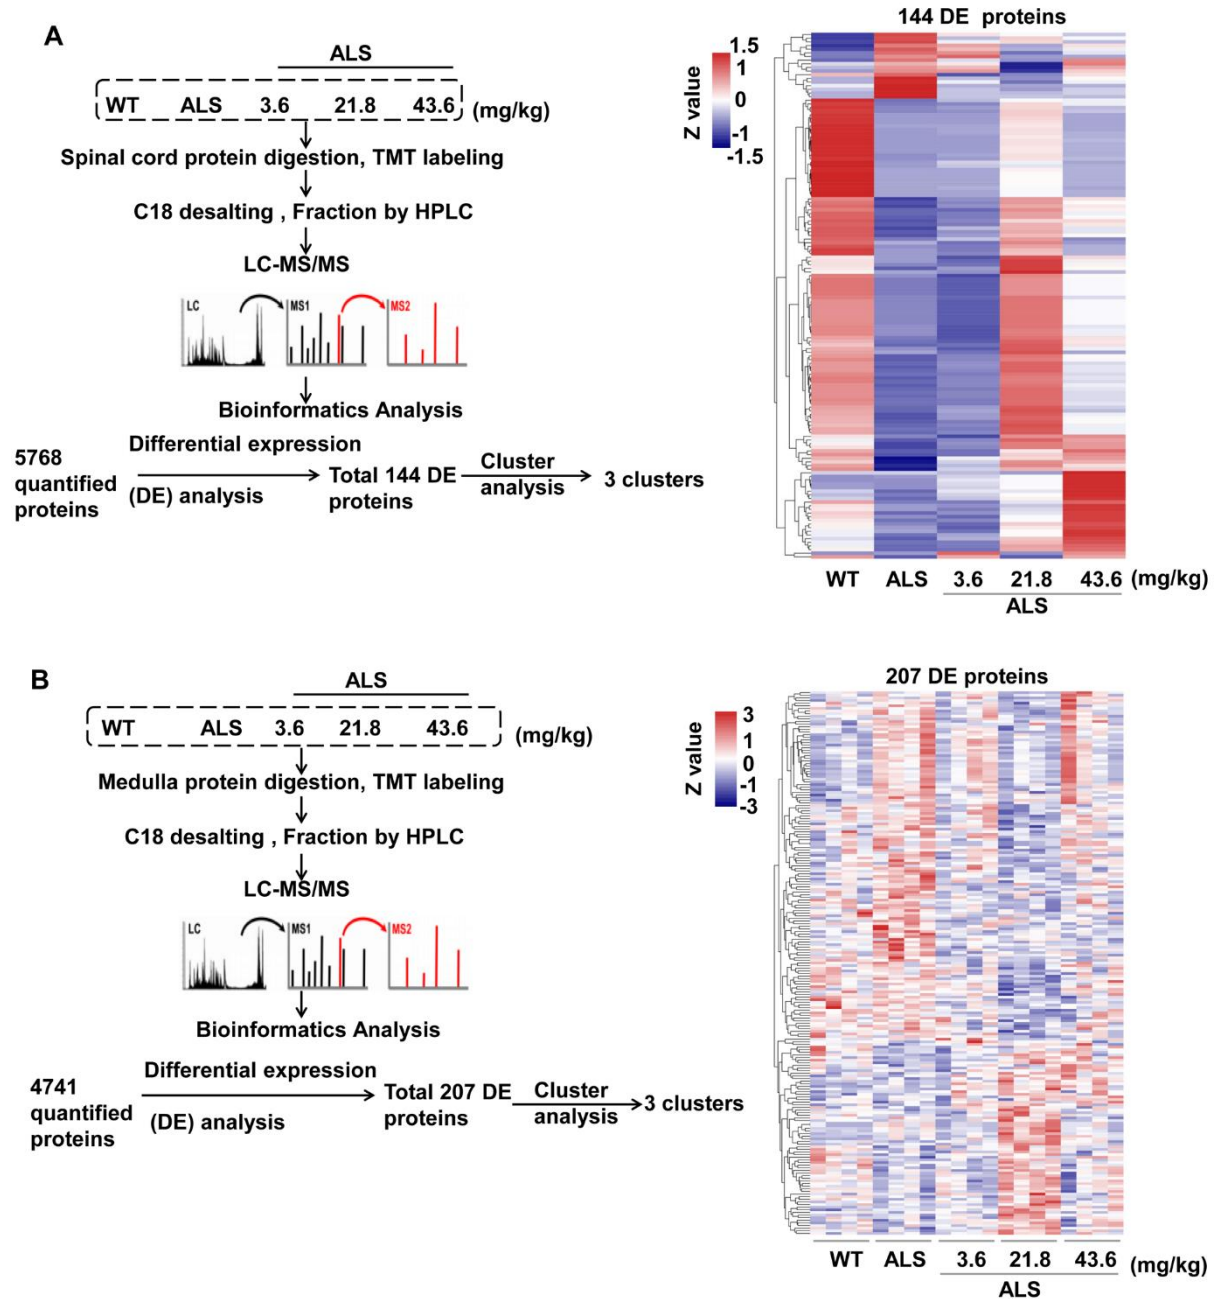 A
ALS
WT ALS 3.6 21.8 43.6 (mg/kg)
Spinal cord protein digestion, TMT labeling
C18 desalting , Fraction by HPLC
LC-MS/MS
LC
MS1
MS2
Bioinformatics Analysis
Differential expression
(DE) analysis
5768
quantified
proteins
Total 144 DE
proteins
Cluster
analysis
3 clusters
144 DE proteins
Z value
1.5
1
0
-1
-1.5
WT ALS 3.6 21.8 43.6 (mg/kg)
ALS
B
ALS
WT ALS 3.6 21.8 43.6 (mg/kg)
Medulla protein digestion, TMT labeling
C18 desalting , Fraction by HPLC
LC-MS/MS
LC
MS1
MS2
Bioinformatics Analysis
Differential expression
(DE) analysis
4741
quantified
proteins
Total 207 DE
proteins
Cluster
analysis
3 clusters
207 DE proteins
Z value
3
1
0
-1
-3
WT ALS 3.6 21.8 43.6 (mg/kg)
ALS